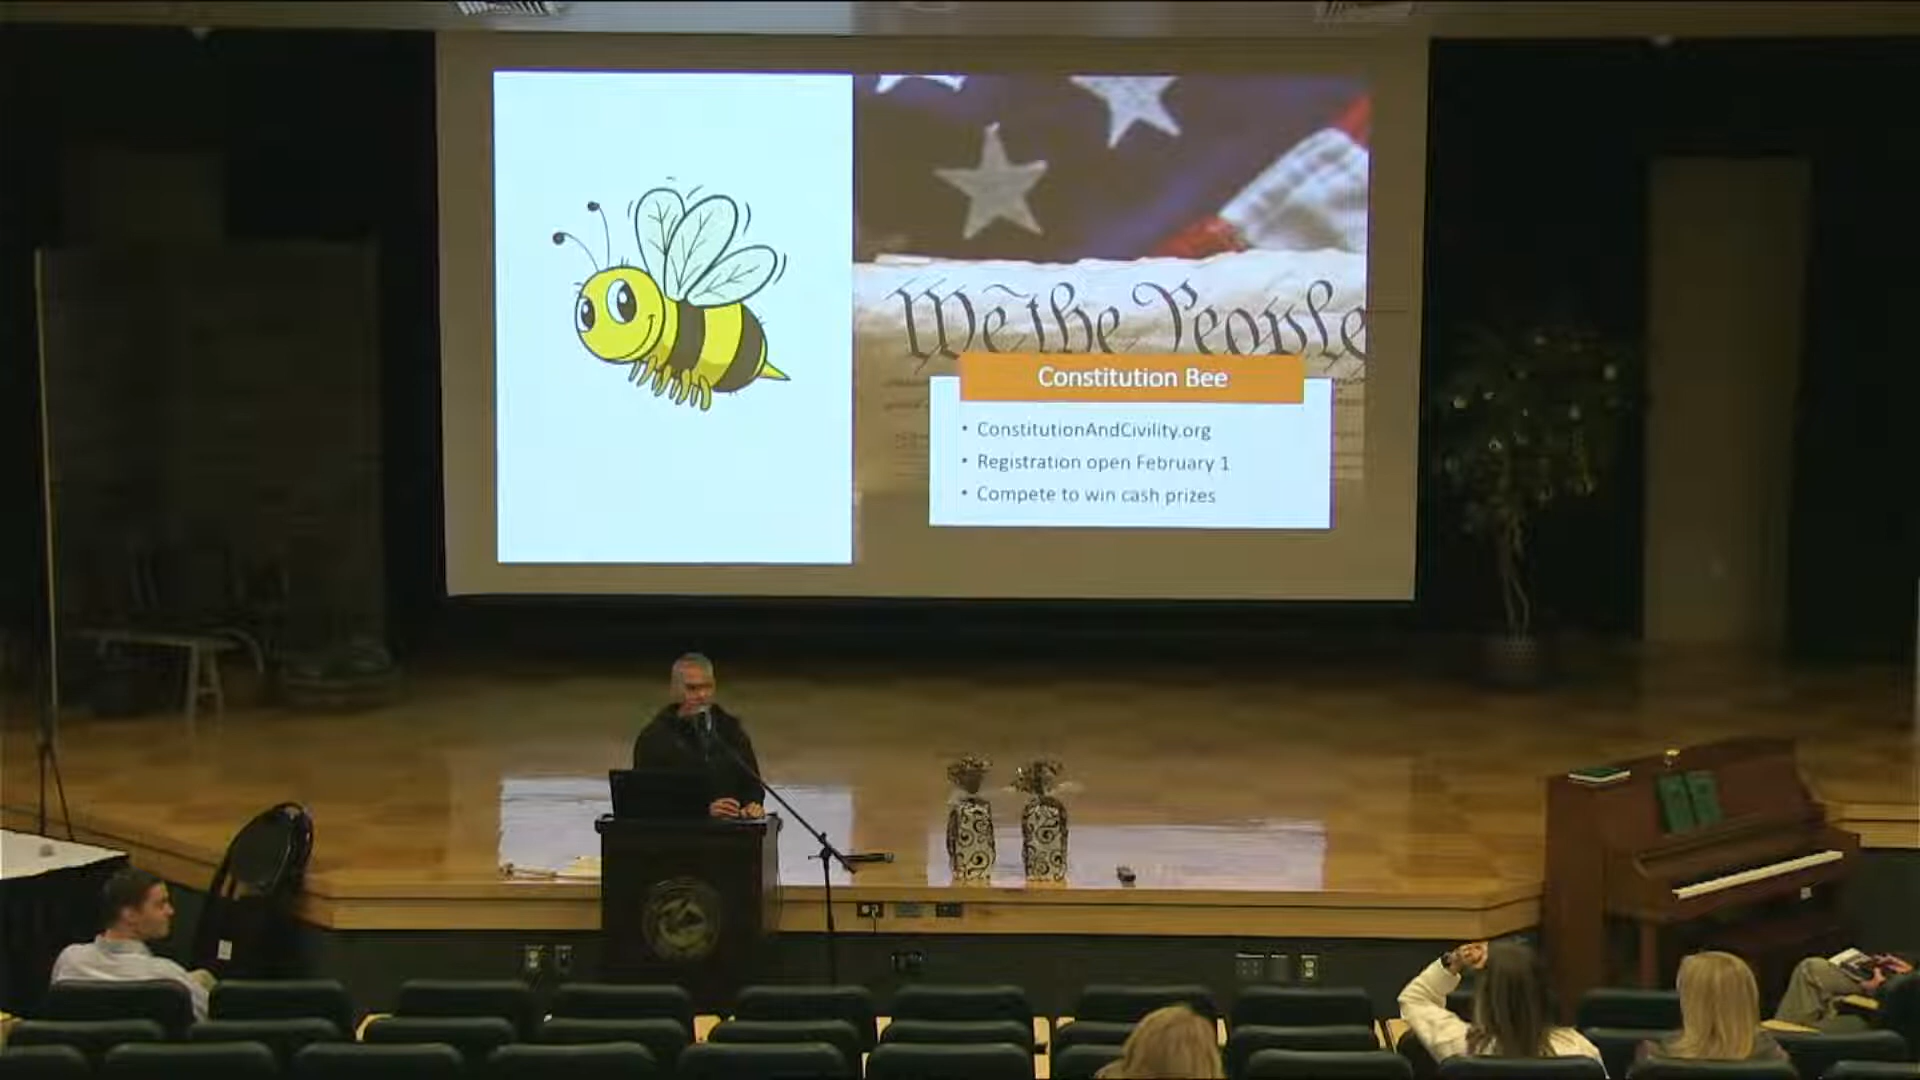 We the People
Constitution Bee
• ConstitutionAndCivility.org
• Registration open February 1
• Compete to win cash prizes